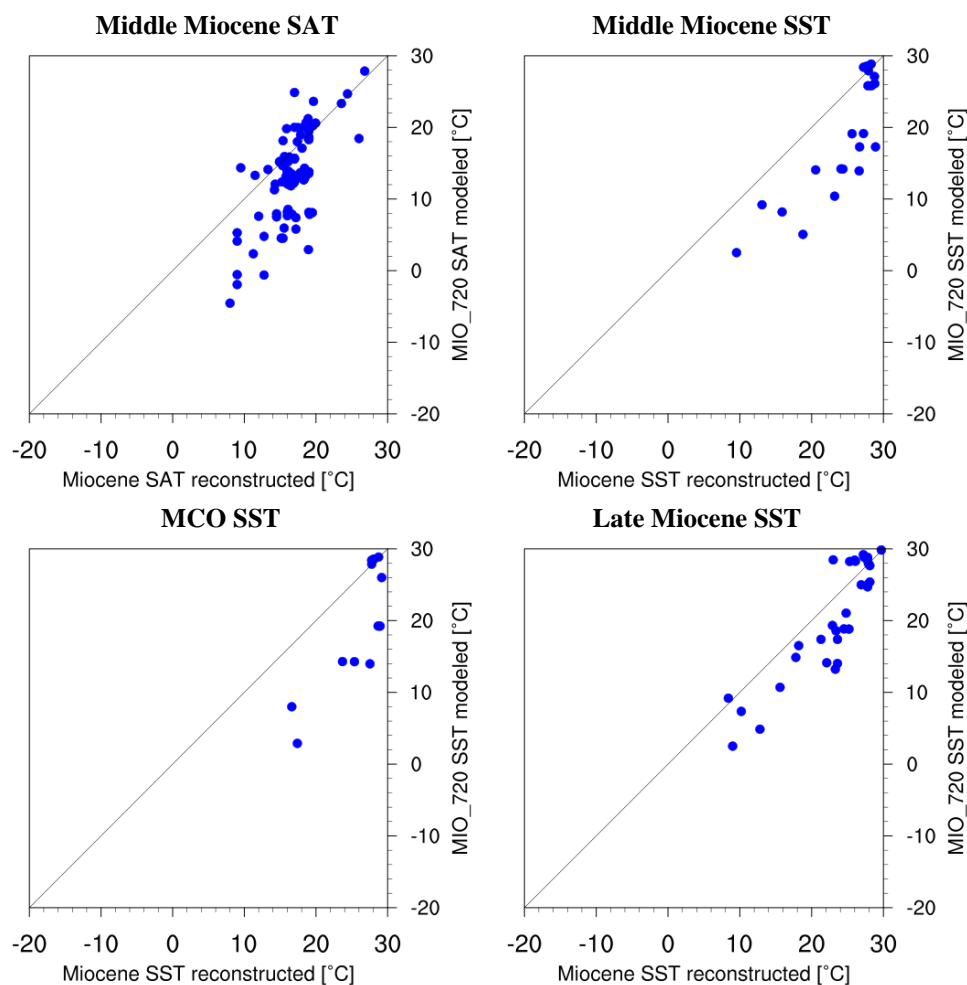 Middle Miocene SAT
30
20
10
0
-10
-20
MIO_720 SAT modeled [°C]
-20 -10 0 10 20 30
Miocene SAT reconstructed [°C]
Middle Miocene SST
30
20
10
0
-10
-20
MIO_720 SST modeled [°C]
-20 -10 0 10 20 30
Miocene SST reconstructed [°C]
MCO SST
30
20
10
0
-10
-20
MIO_720 SST modeled [°C]
-20 -10 0 10 20 30
Miocene SST reconstructed [°C]
Late Miocene SST
30
20
10
0
-10
-20
MIO_720 SST modeled [°C]
-20 -10 0 10 20 30
Miocene SST reconstructed [°C]